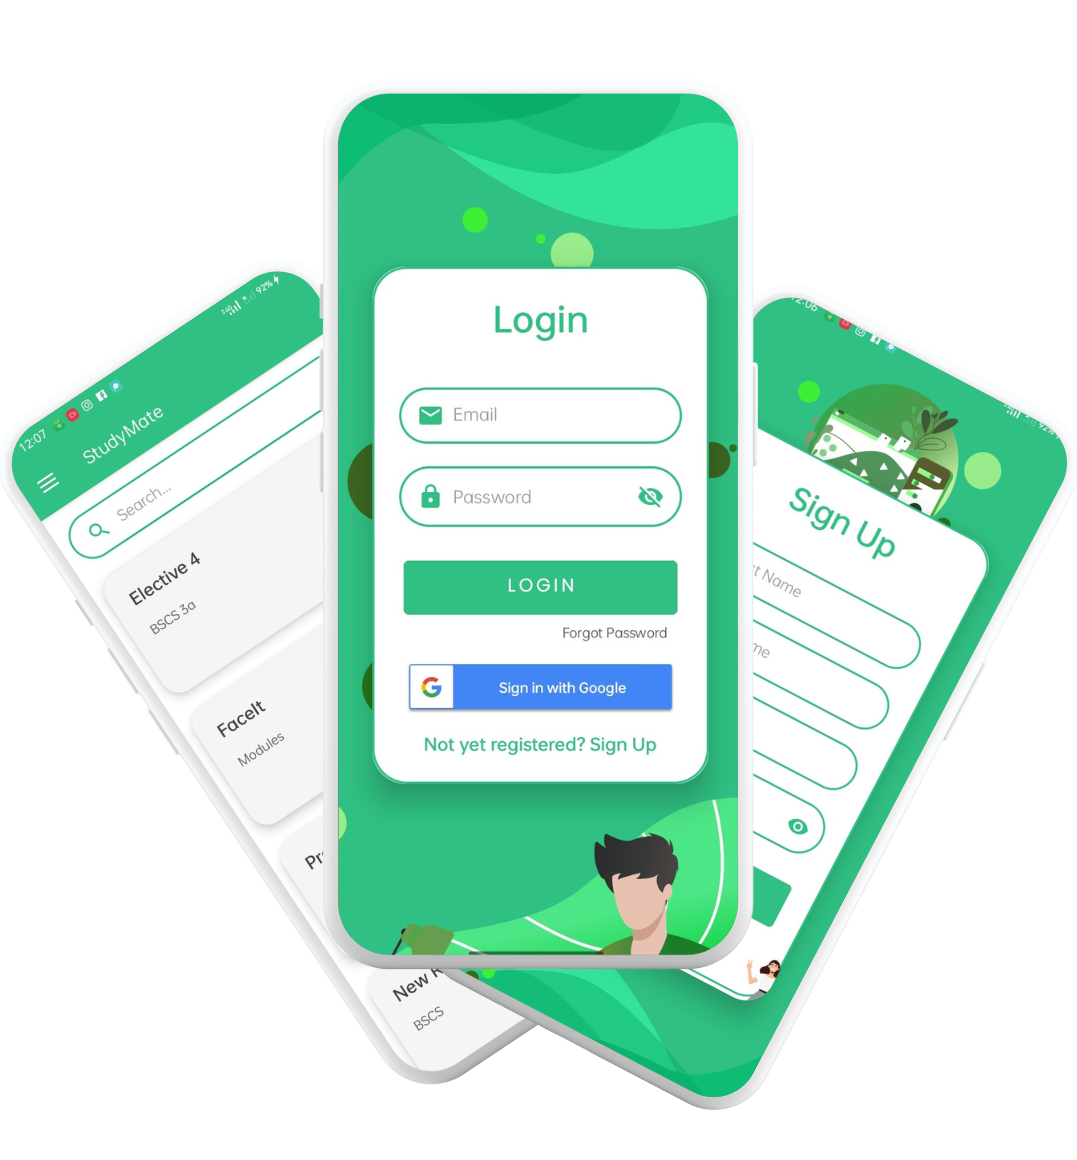 12:07
92%
StudyMate
Search...
Elective 4
BSCS 3a
FaceIt
Modules
Pr
New R
BSCS
Login
Email
Password
LOGIN
Forgot Password
Sign in with Google
Not yet registered? Sign Up
12:06
92%
Sign Up
t Name
me